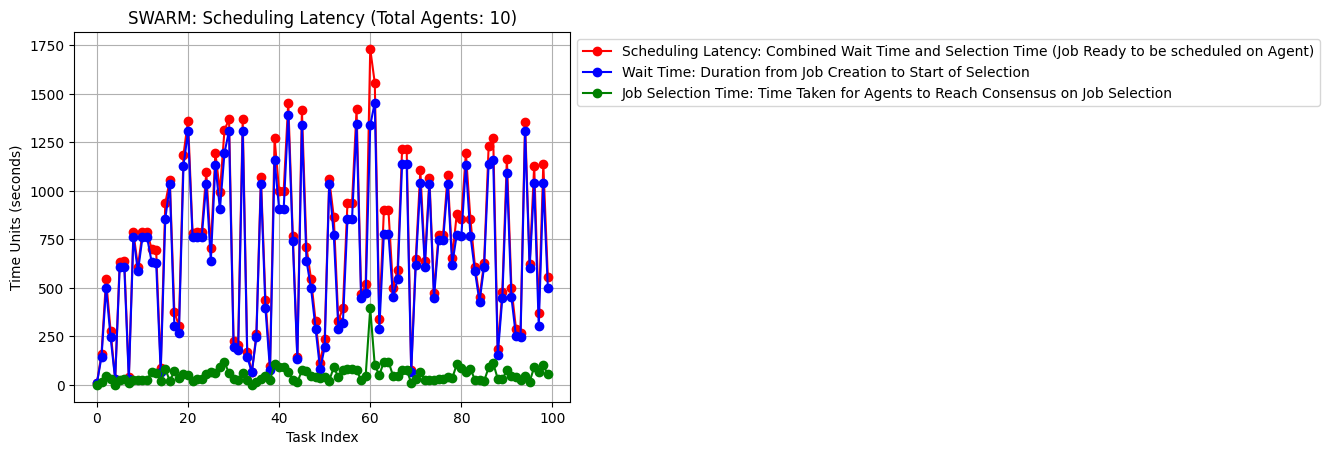 SWARM: Scheduling Latency (Total Agents: 10)
Scheduling Latency: Combined Wait Time and Selection Time (Job Ready to be scheduled on Agent)
Wait Time: Duration from Job Creation to Start of Selection
Job Selection Time: Time Taken for Agents to Reach Consensus on Job Selection
Time Units (seconds)
1750
1500
1250
1000
750
500
250
0
0 20 40 60 80 100
Task Index